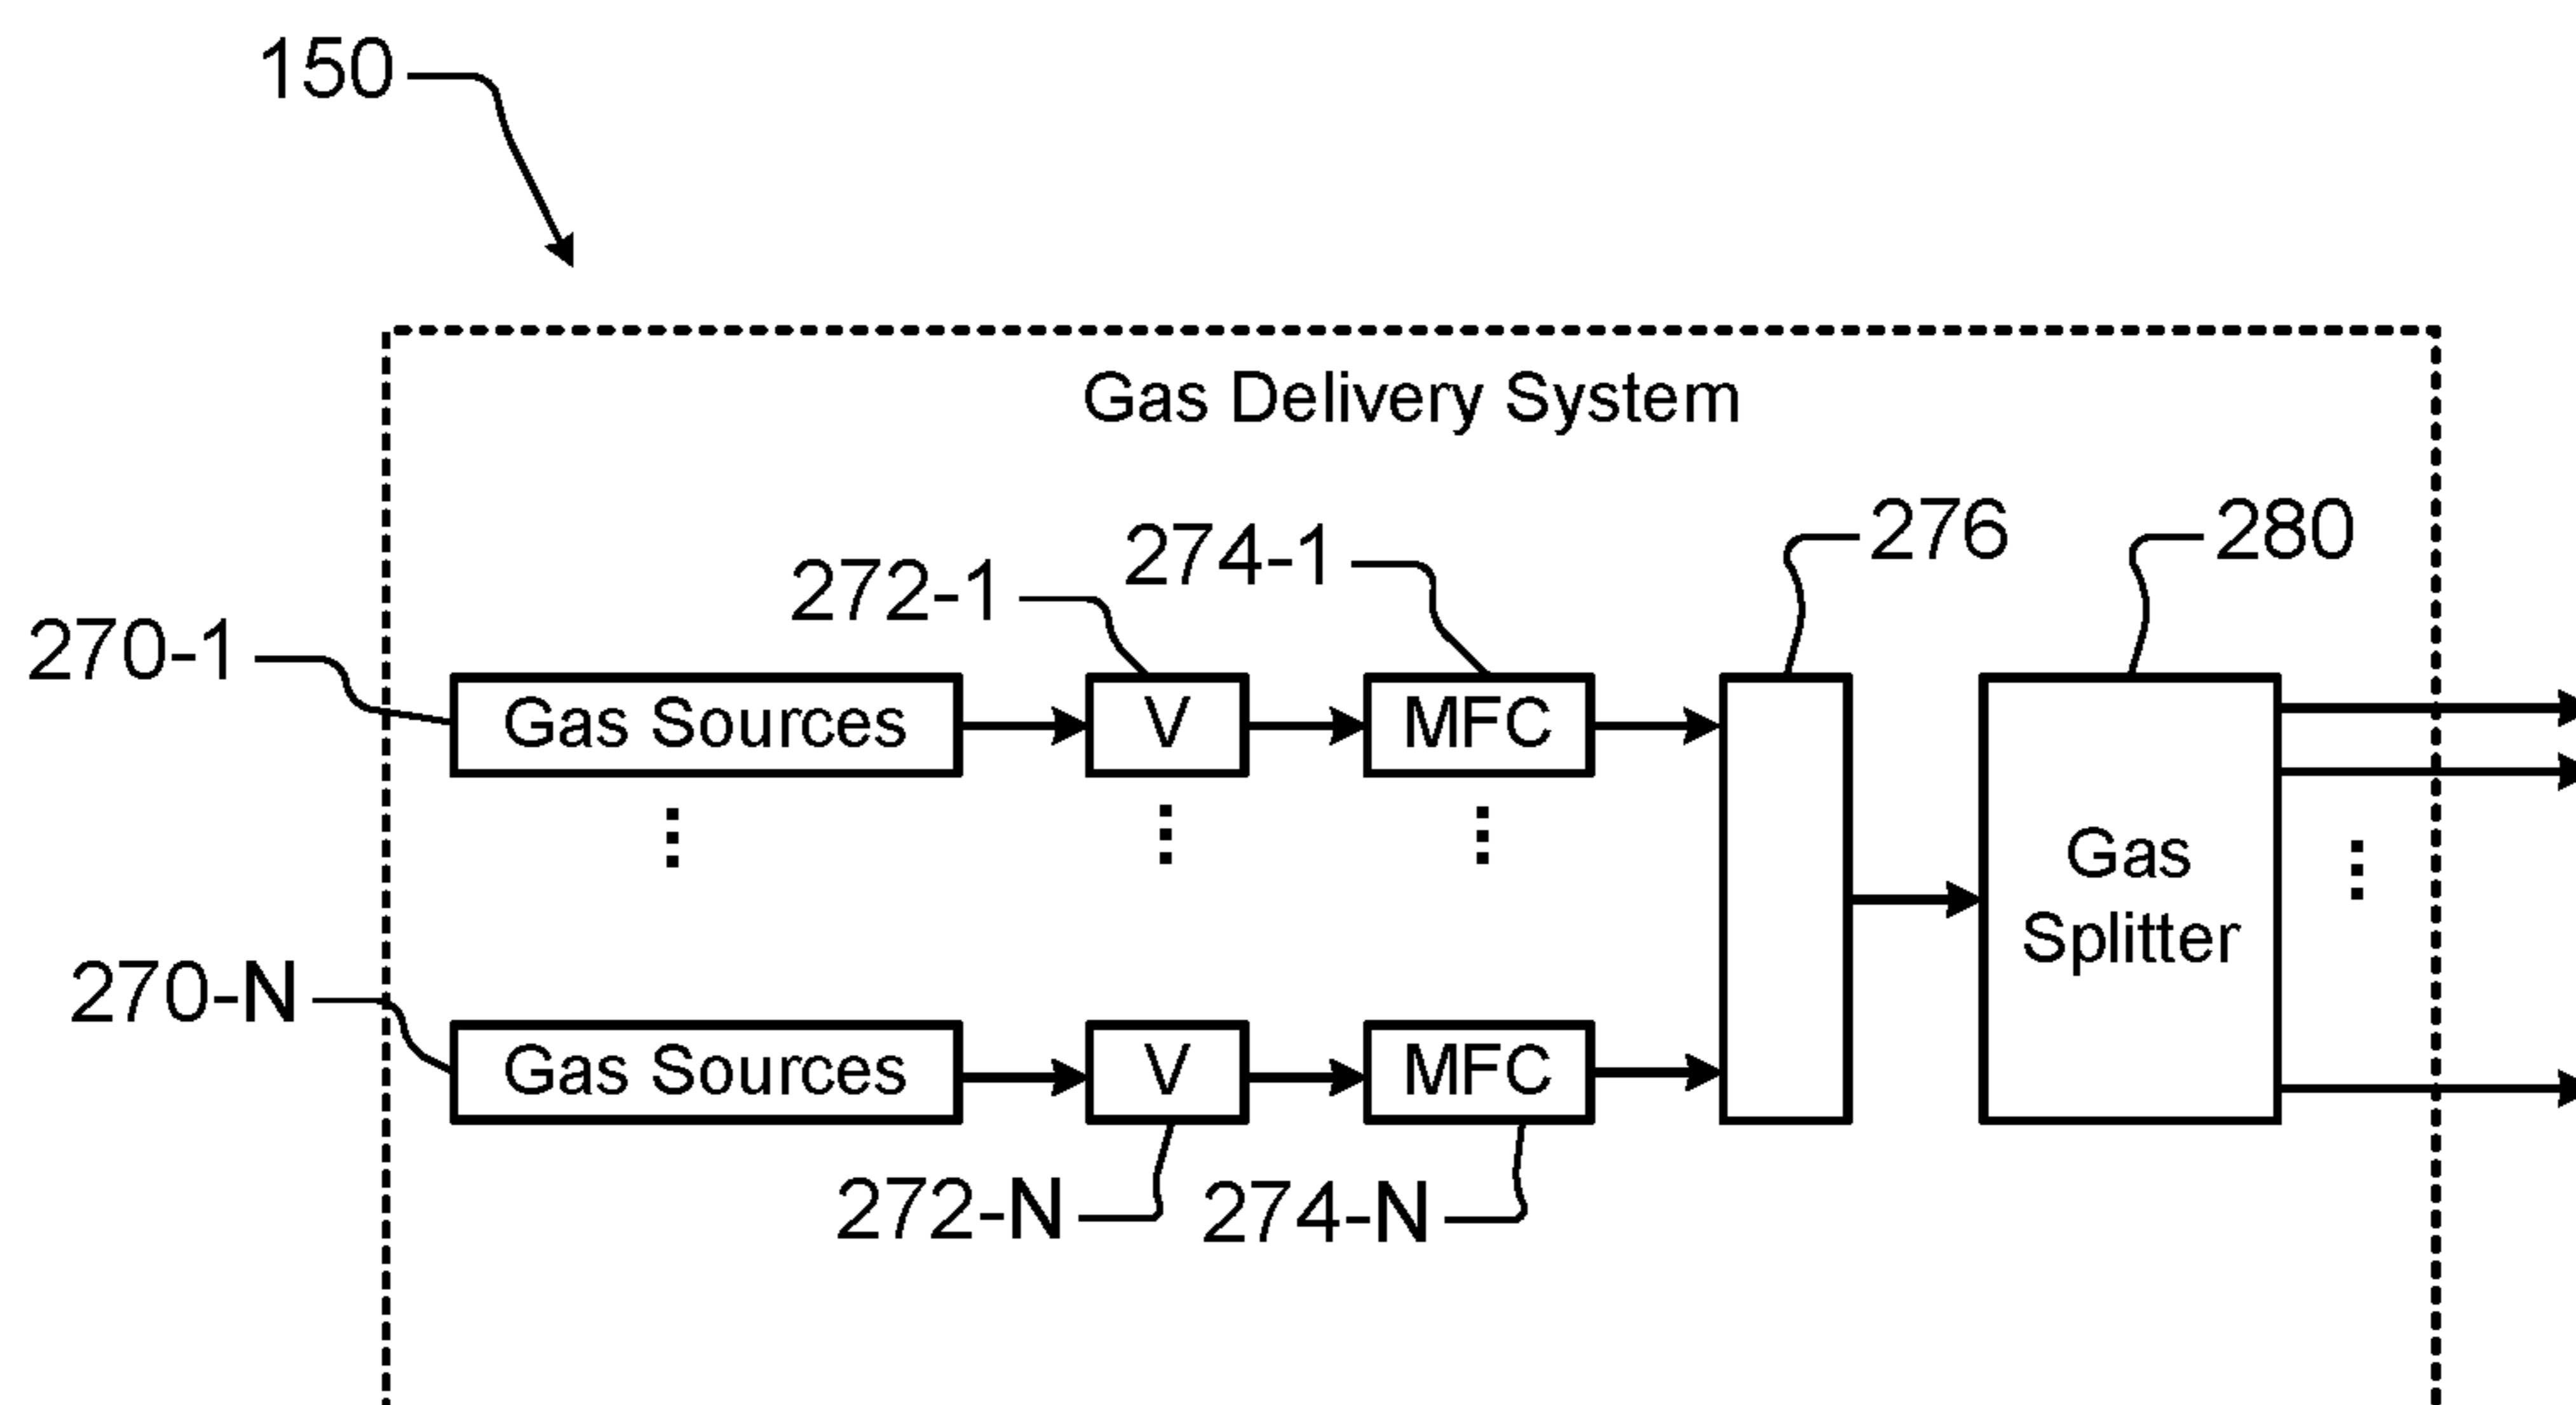 150
Gas Delivery System
276
280
274-1
272-1
270-1
Gas Sources
V
MFC
Gas
Splitter
270-N
Gas Sources
V
MFC
272-N
274-N